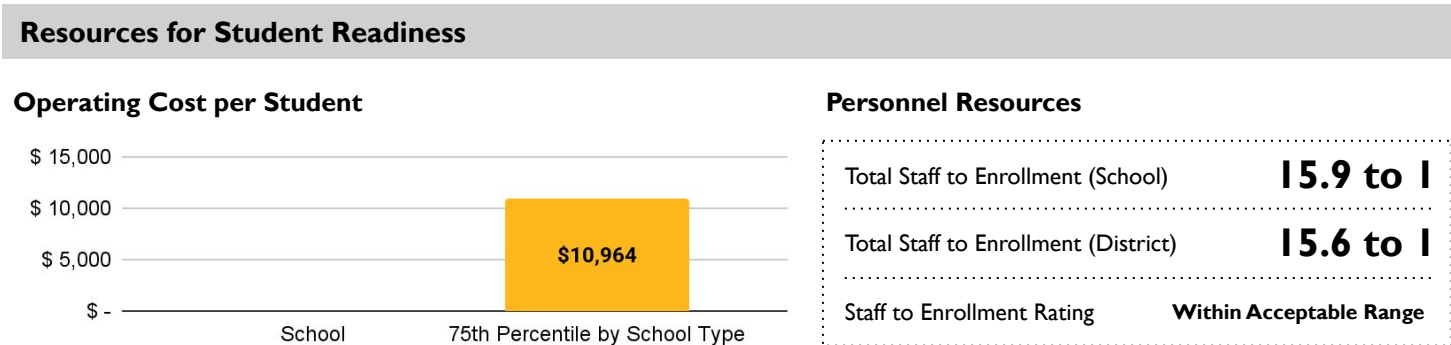 Resources for Student Readiness
Operating Cost per Student
$ 15,000
$ 10,000
$ 5,000
$ -
$10,964
School
75th Percentile by School Type
Personnel Resources
Total Staff to Enrollment (School) 15.9 to 1
Total Staff to Enrollment (District) 15.6 to 1
Staff to Enrollment Rating Within Acceptable Range